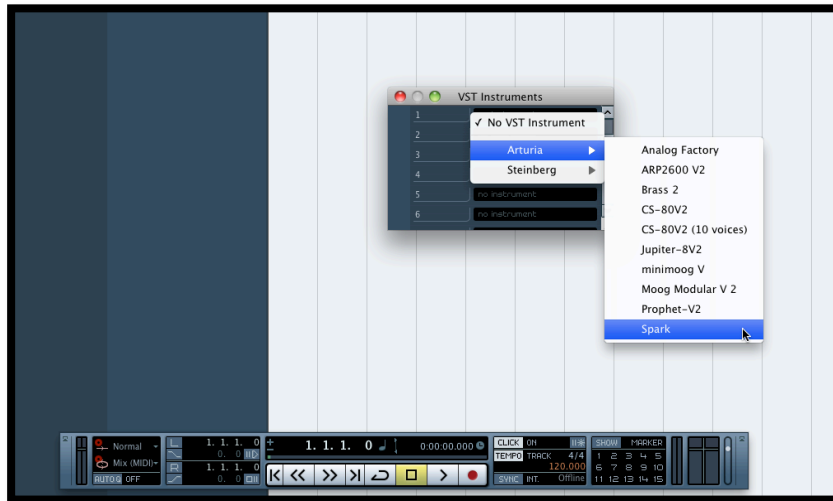 VST Instruments
1
✓ No VST Instrument
2
Arturia
Analog Factory
3
Steinberg
ARP2600 V2
4
Brass 2
5 no instrument
CS-80V2
6 no instrument
CS-80V2 (10 voices)
Jupiter-8V2
minimoog V
Moog Modular V 2
Prophet-V2
Spark
Normal
L 1. 1. 1. 0
0. 0
1. 1. 1. 0
0:00:00.000
CLICK ON
SHOW MARKER
TEMPO TRACK 4/4
1 2 3 4 5
Mix (MIDI)
R 1. 1. 1. 0
120.000
6 7 8 9 10
AUTO Q OFF
0. 0
SYNC INT. Offline
11 12 13 14 15